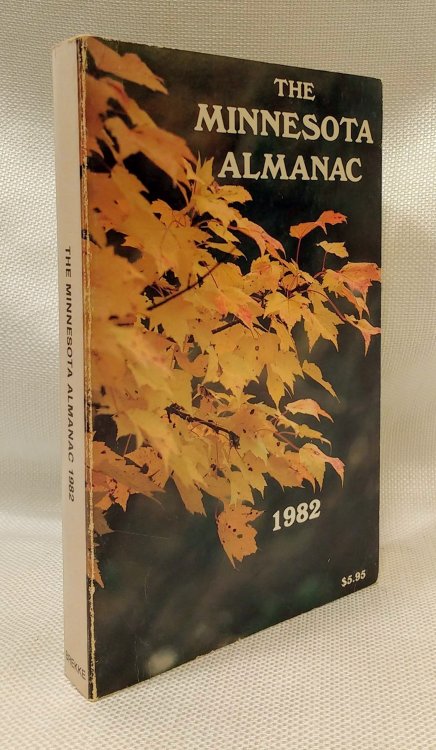 THE
MINNESOTA
ALMANAC
1982
$5.95
THE MINNESOTA ALMANAC 1982
BREKKE